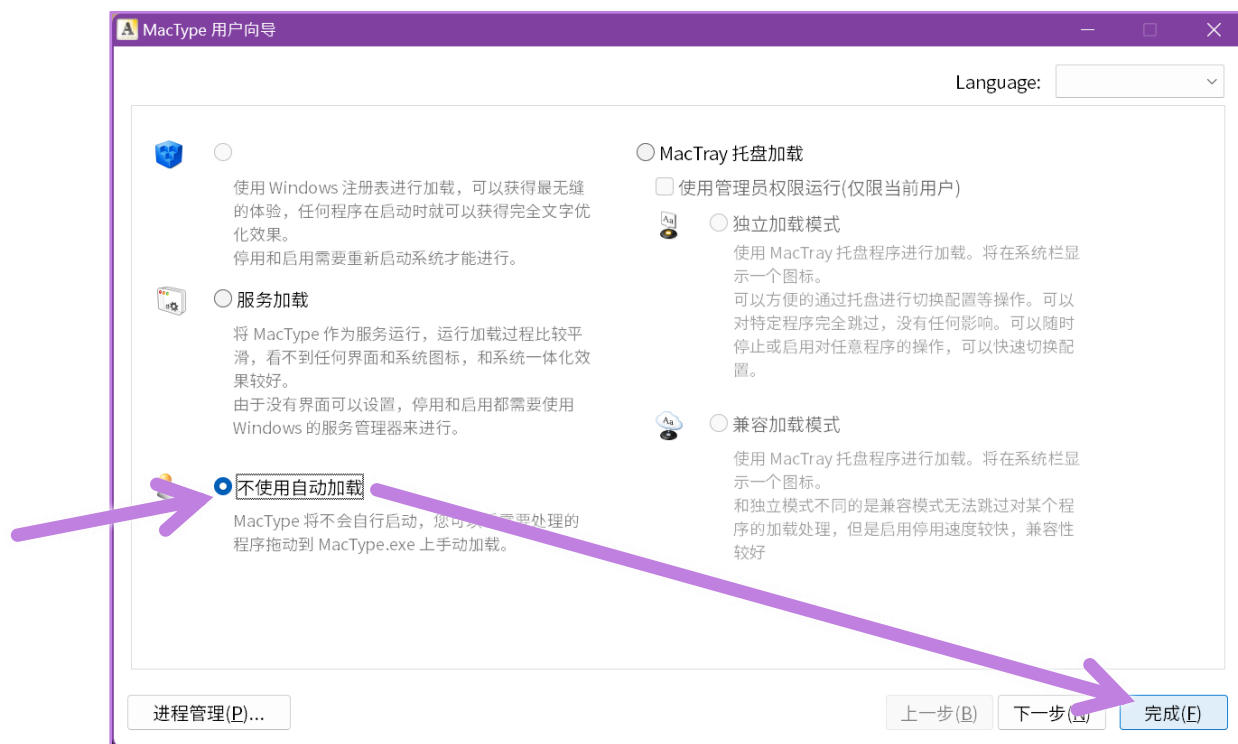 MacType 用户向导
Language:
使用 Windows 注册表进行加载，可以获得最无缝
的体验，任何程序在启动时就可以获得完全文字优
化效果。
停用和启用需要重新启动系统才能进行。
服务加载
将 MacType 作为服务运行，运行加载过程比较平
滑，看不到任何界面和系统图标，和系统一体化效
果较好。
由于没有界面可以设置，停用和启用都需要使用
Windows 的服务管理器来进行。
不使用自动加载
MacType 将不会自行启动，您可以 需要处理的
程序拖动到 MacType.exe 上手动加载。
MacTray 托盘加载
使用管理员权限运行(仅限当前用户)
独立加载模式
使用 MacTray 托盘程序进行加载。将在系统栏显
示一个图标。
可以方便的通过托盘进行切换配置等操作。可以
对特定程序完全跳过，没有任何影响。可以随时
停止或启用对任意程序的操作，可以快速切换配
置。
兼容加载模式
使用 MacTray 托盘程序进行加载。将在系统栏显
示一个图标。
和独立模式不同的是兼容模式无法跳过对某个程
序的加载处理，但是启用停用速度较快，兼容性
较好
进程管理(P)...
上一步(B)
下一步(N)
完成(F)